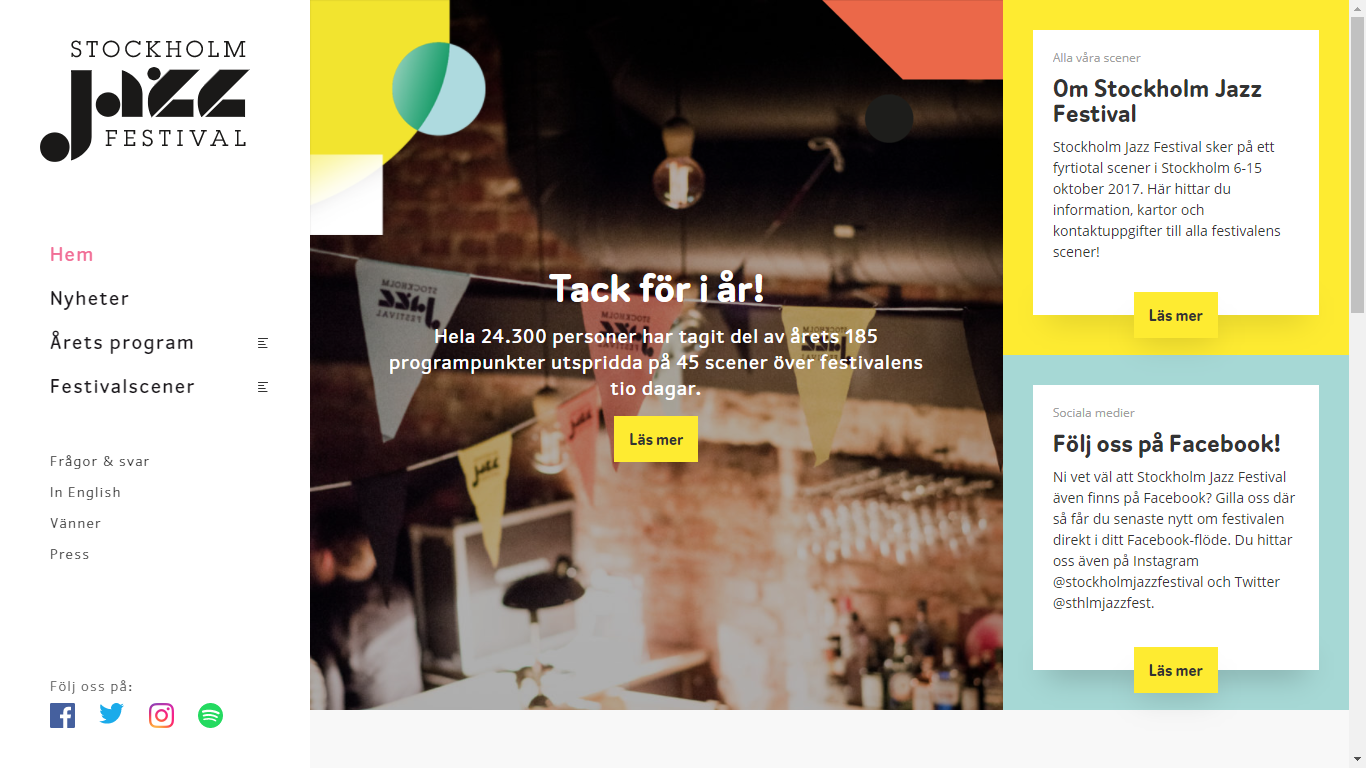 STOCKHOLM
JAZZ
FESTIVAL
Hem
Nyheter
Årets program
Festivalscener
Frågor & svar
In English
Vänner
Press
Följ oss på:
STOCKHOLM
JAZZ
FESTIVAL
Jazz
Jazz
Tack för i år!
Hela 24.300 personer har tagit del av årets 185
programpunkter utspridda på 45 scener över festivalens
tio dagar.
Läs mer
Alla våra scener
Om Stockholm Jazz
Festival
Stockholm Jazz Festival sker på ett
fyrtiotal scener i Stockholm 6-15
oktober 2017. Här hittar du
information, kartor och
kontaktuppgifter till alla festivalens
scener!
Läs mer
Sociala medier
Följ oss på Facebook!
Ni vet väl att Stockholm Jazz Festival
även finns på Facebook? Gilla oss där
så får du senaste nytt om festivalen
direkt i ditt Facebook-flöde. Du hittar
oss även på Instagram
@stockholmjazzfestival och Twitter
@sthlmjazzfest.
Läs mer